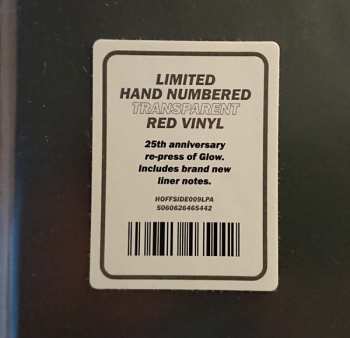 LIMITED
HAND NUMBERED
TRANSPARENT
RED VINYL
25th anniversary
re-press of Glow.
Includes brand new
liner notes.
HOFFSIDE009LPA
5060626465442